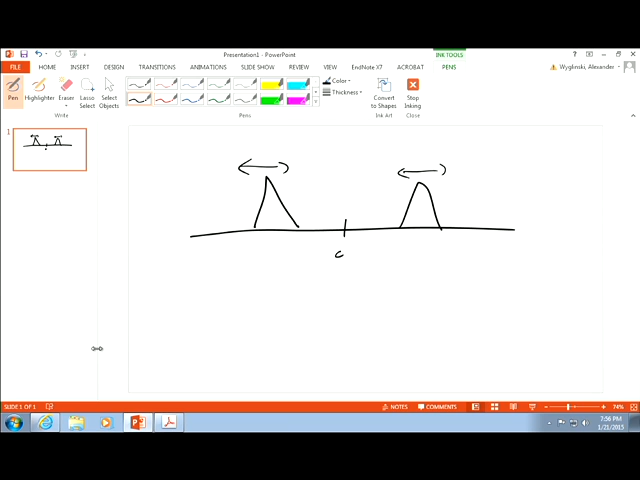 Presentation1 - PowerPoint
INK TOOLS
FILE HOME INSERT DESIGN TRANSITIONS ANIMATIONS SLIDE SHOW REVIEW VIEW EndNote X7 ACROBAT PENS
Wyglinski, Alexander
Pen Highlighter Eraser Lasso Select Select Objects
Color
Thickness
Convert to Shapes
Stop Inking
Write Pens Ink Art Close
1
SLIDE 1 OF 1
NOTES COMMENTS
74%
7:56 PM
1/21/2015